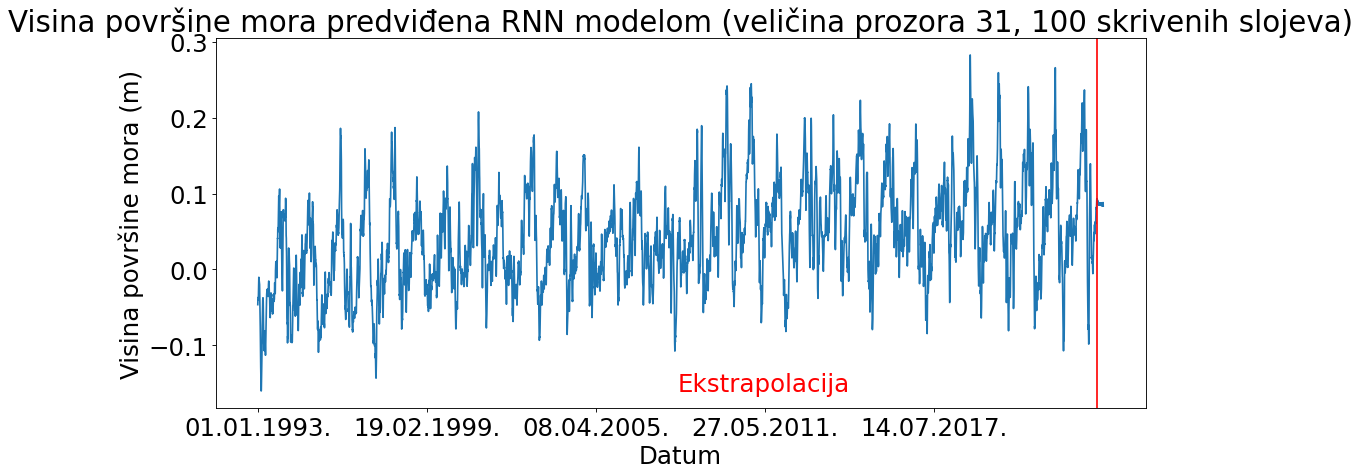 Visina površine mora predviđena RNN modelom (veličina prozora 31, 100 skrivenih slojeva)
Visina površine mora (m)
0.3
0.2
0.1
0.0
−0.1
Ekstrapolacija
01.01.1993. 19.02.1999. 08.04.2005. 27.05.2011. 14.07.2017.
Datum